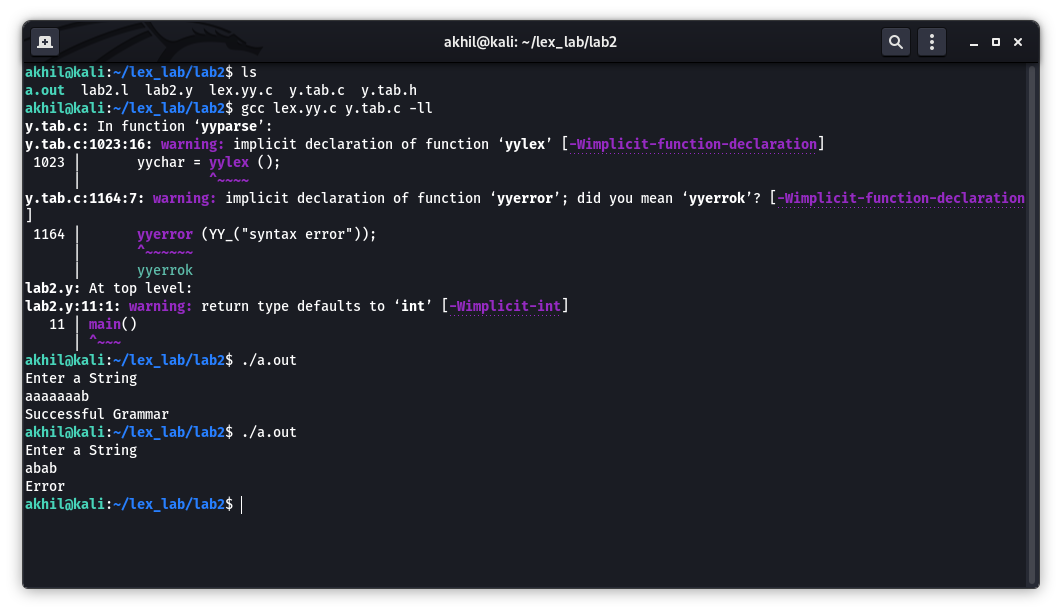 akhil@kali: ~/lex_lab/lab2
akhil@kali:~/lex_lab/lab2$ ls
a.out  lab2.l  lab2.y  lex.yy.c  y.tab.c  y.tab.h
akhil@kali:~/lex_lab/lab2$ gcc lex.yy.c y.tab.c -ll
y.tab.c: In function ‘yyparse’:
y.tab.c:1023:16: warning: implicit declaration of function ‘yylex’ [-Wimplicit-function-declaration]
 1023 |       yychar = yylex ();
      |                ^~~~~
y.tab.c:1164:7: warning: implicit declaration of function ‘yyerror’; did you mean ‘yyerrok’? [-Wimplicit-function-declaration
]
 1164 |       yyerror (YY_("syntax error"));
      |       ^~~~~~~
      |       yyerrok
lab2.y: At top level:
lab2.y:11:1: warning: return type defaults to ‘int’ [-Wimplicit-int]
   11 | main()
      | ^~~~
akhil@kali:~/lex_lab/lab2$ ./a.out
Enter a String
aaaaaaab
Successful Grammar
akhil@kali:~/lex_lab/lab2$ ./a.out
Enter a String
abab
Error
akhil@kali:~/lex_lab/lab2$